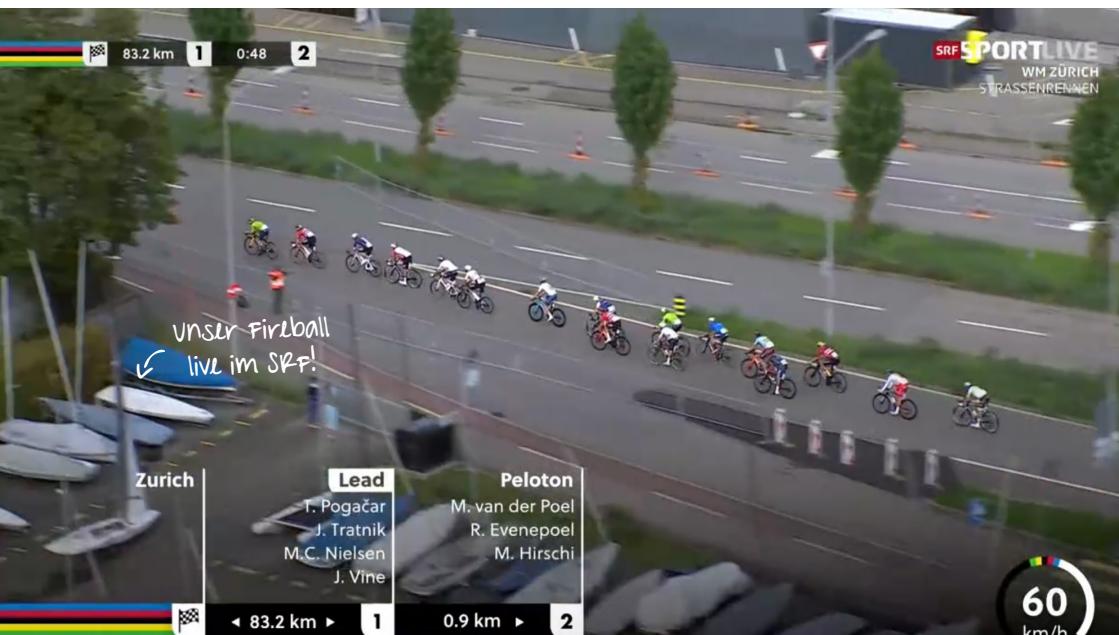 83.2 km 1 0:48 2
SRF SPORTLIVE
WM ZÜRICH
STRASSENRENNEN
unser Fireball
live im SRF!
Zurich
Lead
T. Pogačar
J. Tratnik
M.C. Nielsen
J. Vine
Peloton
M. van der Poel
R. Evenepoel
M. Hirschi
◂ 83.2 km ▸ 1
0.9 km ▸ 2
60
km/h